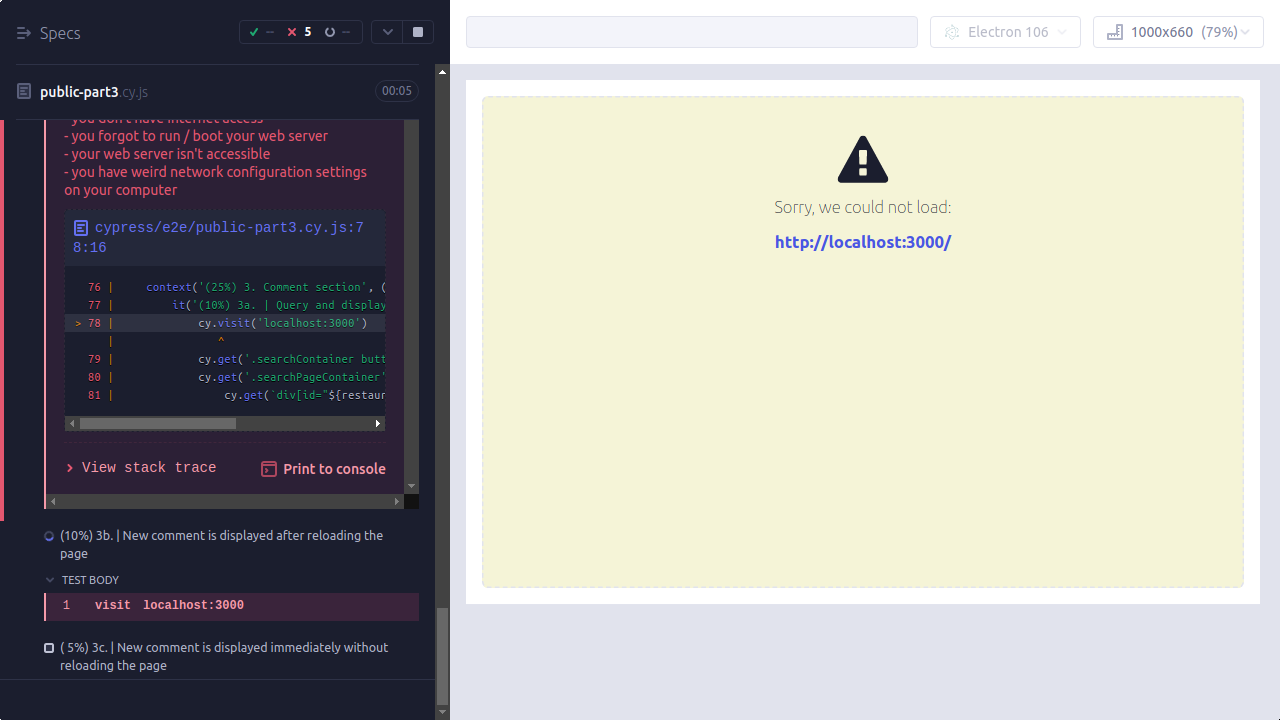 Specs
--
5
--
public-part3.cy.js
00:05
- you don't have internet access
- you forgot to run / boot your web server
- your web server isn't accessible
- you have weird network configuration settings
on your computer
cypress/e2e/public-part3.cy.js:7
8:16
76 | context('(25%) 3. Comment section', (
77 | it('(10%) 3a. | Query and display
> 78 | cy.visit('localhost:3000')
| ^
79 | cy.get('.searchContainer butt
80 | cy.get('.searchPageContainer'
81 | cy.get(`div[id="${restaur
View stack trace
Print to console
(10%) 3b. | New comment is displayed after reloading the
page
TEST BODY
1 visit localhost:3000
( 5%) 3c. | New comment is displayed immediately without
reloading the page
Electron 106
1000x660 (79%)
Sorry, we could not load:
http://localhost:3000/